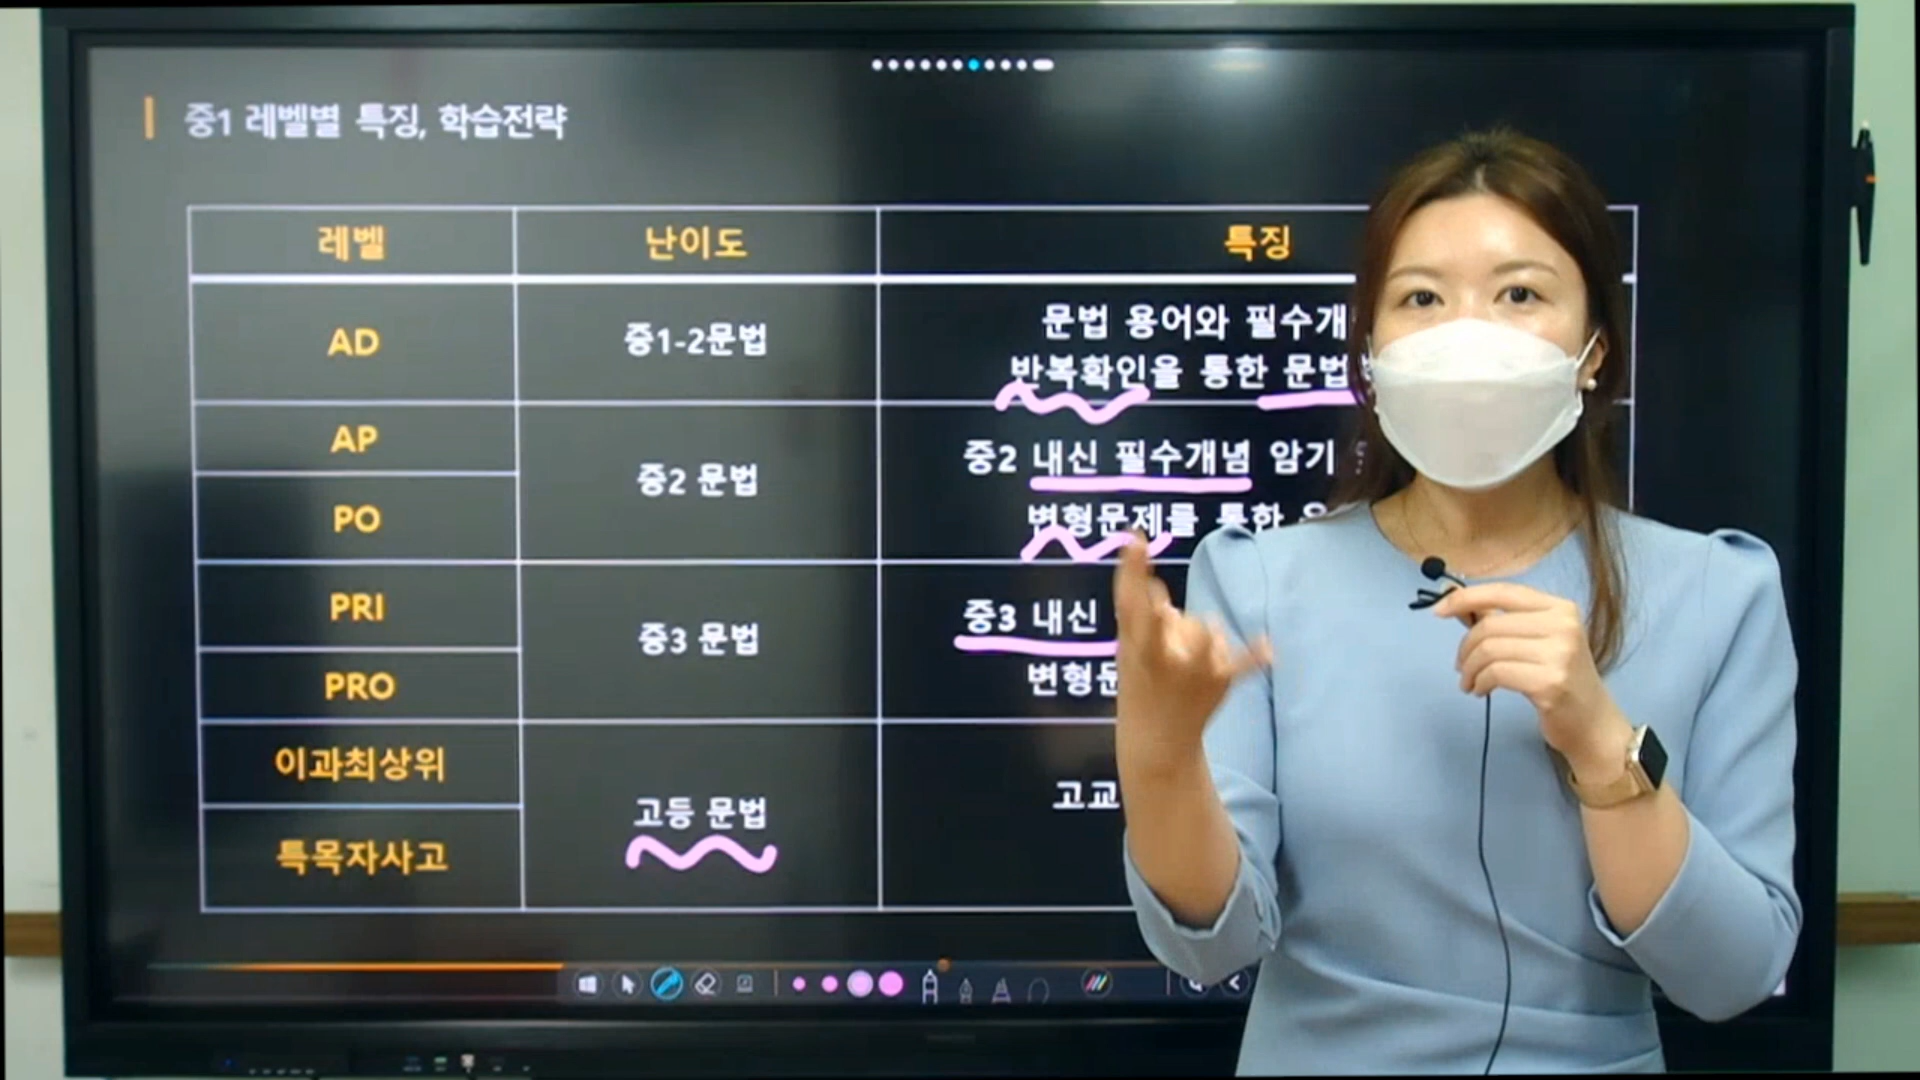 중1 레벨별 특징, 학습전략
레벨 난이도 특징
AD
중1-2문법
문법 용어와 필수개
반복확인을 통한 문법
AP
PO
중2 문법
중2 내신 필수개념 암기
변형문제를 통한
PRI
PRO
중3 문법
중3 내신
변형
이과최상위
특목자사고
고등 문법
고교